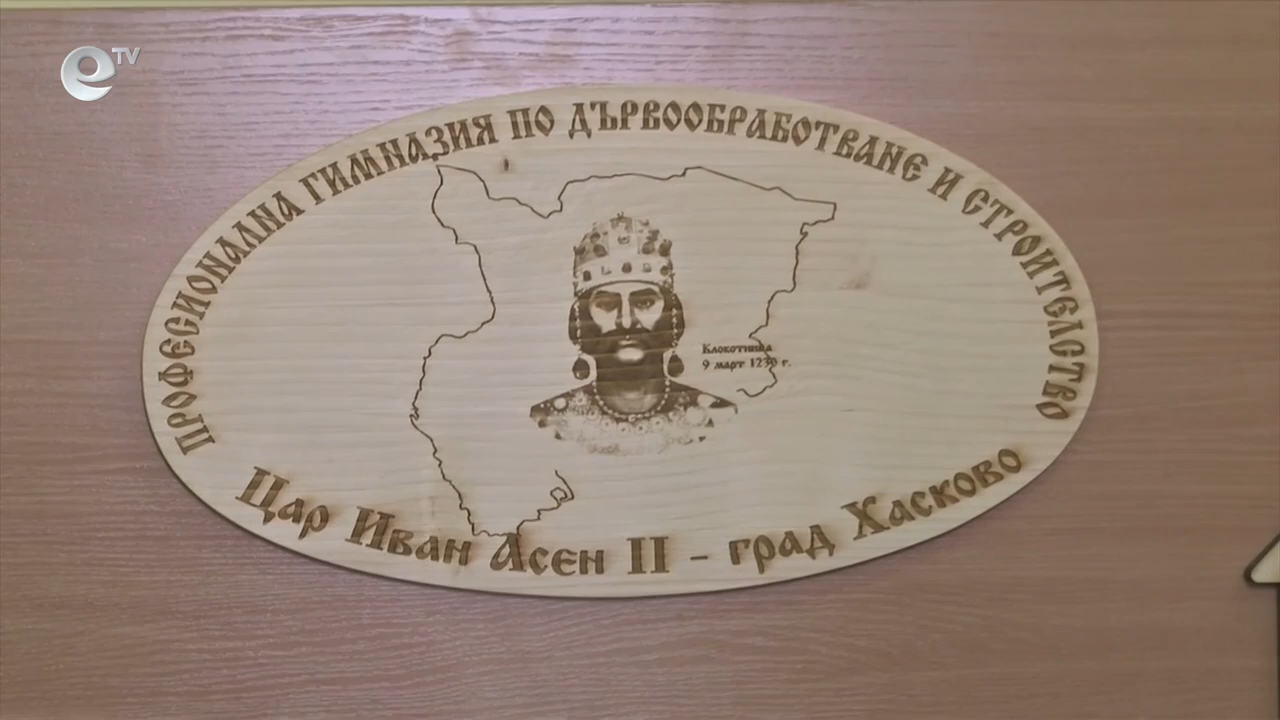 eTV
ПРОФЕСИОНАЛНА ГИМНАЗИЯ ПО ДЪРВООБРАБОТВАНЕ И СТРОИТЕЛСТВО
Клокотница
9 март 1230 г.
Цар Иван Асен II - град Хасково